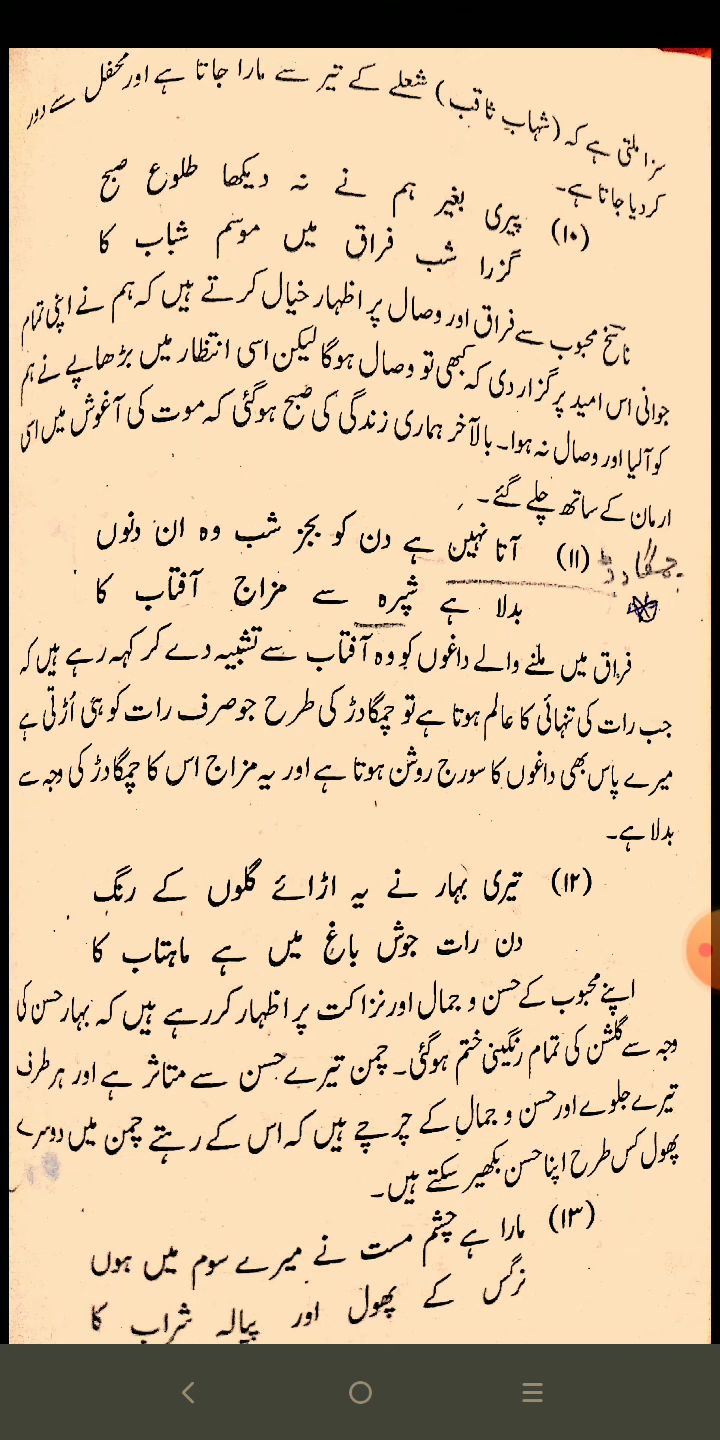 سزا ملتی ہے کہ (شہاب ثاقب) شعلے کے تیر سے مارا جاتا ہے اور محفل سے دور
کر دیا جاتا ہے۔
(۱۰) پیری بغیر ہم نے نہ دیکھا طلوع صبح
گزرا شب فراق میں موسم شباب کا
ناسخ محبوب سے فراق اور وصال پر اظہار خیال کرتے ہیں کہ ہم نے اپنی تمام
جوانی اس امید پر گزار دی کہ کبھی تو وصال ہوگا لیکن اسی انتظار میں بڑھاپے نے ہم
کو آلیا اور وصال نہ ہوا۔ بالآخر ہماری زندگی کی صبح ہوگئی کہ موت کی آغوش میں اسی
ارمان کے ساتھ چلے گئے۔
(۱۱) آتا نہیں ہے دن کو بجز شب وہ ان دنوں
چمگادڑ
بدلا ہے شپرہ سے مزاج آفتاب کا
فراق میں ملنے والے داغوں کو وہ آفتاب سے تشبیہ دے کر کہہ رہے ہیں کہ
جب رات کی تنہائی کا عالم ہوتا ہے تو چمگادڑ کی طرح جو صرف رات کو ہی اُڑتی ہے
میرے پاس بھی داغوں کا سورج روشن ہوتا ہے اور یہ مزاج اس کا چمگادڑ کی وجہ سے
بدلا ہے۔
(۱۲) تیری بہار نے یہ اڑائے گلوں کے رنگ
دن رات جوش باغ میں ہے ماہتاب کا
اپنے محبوب کے حسن و جمال اور نزاکت پر اظہار کر رہے ہیں کہ بہار حسن کی
وجہ سے گلشن کی تمام رنگینی ختم ہوگئی۔ چمن تیرے حسن سے متاثر ہے اور ہر طرف
تیرے جلوے اور حسن و جمال کے چرچے ہیں کہ اس کے رہتے چمن میں دوسرے
پھول کس طرح اپنا حسن بکھیر سکتے ہیں۔
(۱۳) مارا ہے چشم مست نے میرے سوم میں ہوں
نرگس کے پھول اور پیالہ شراب کا